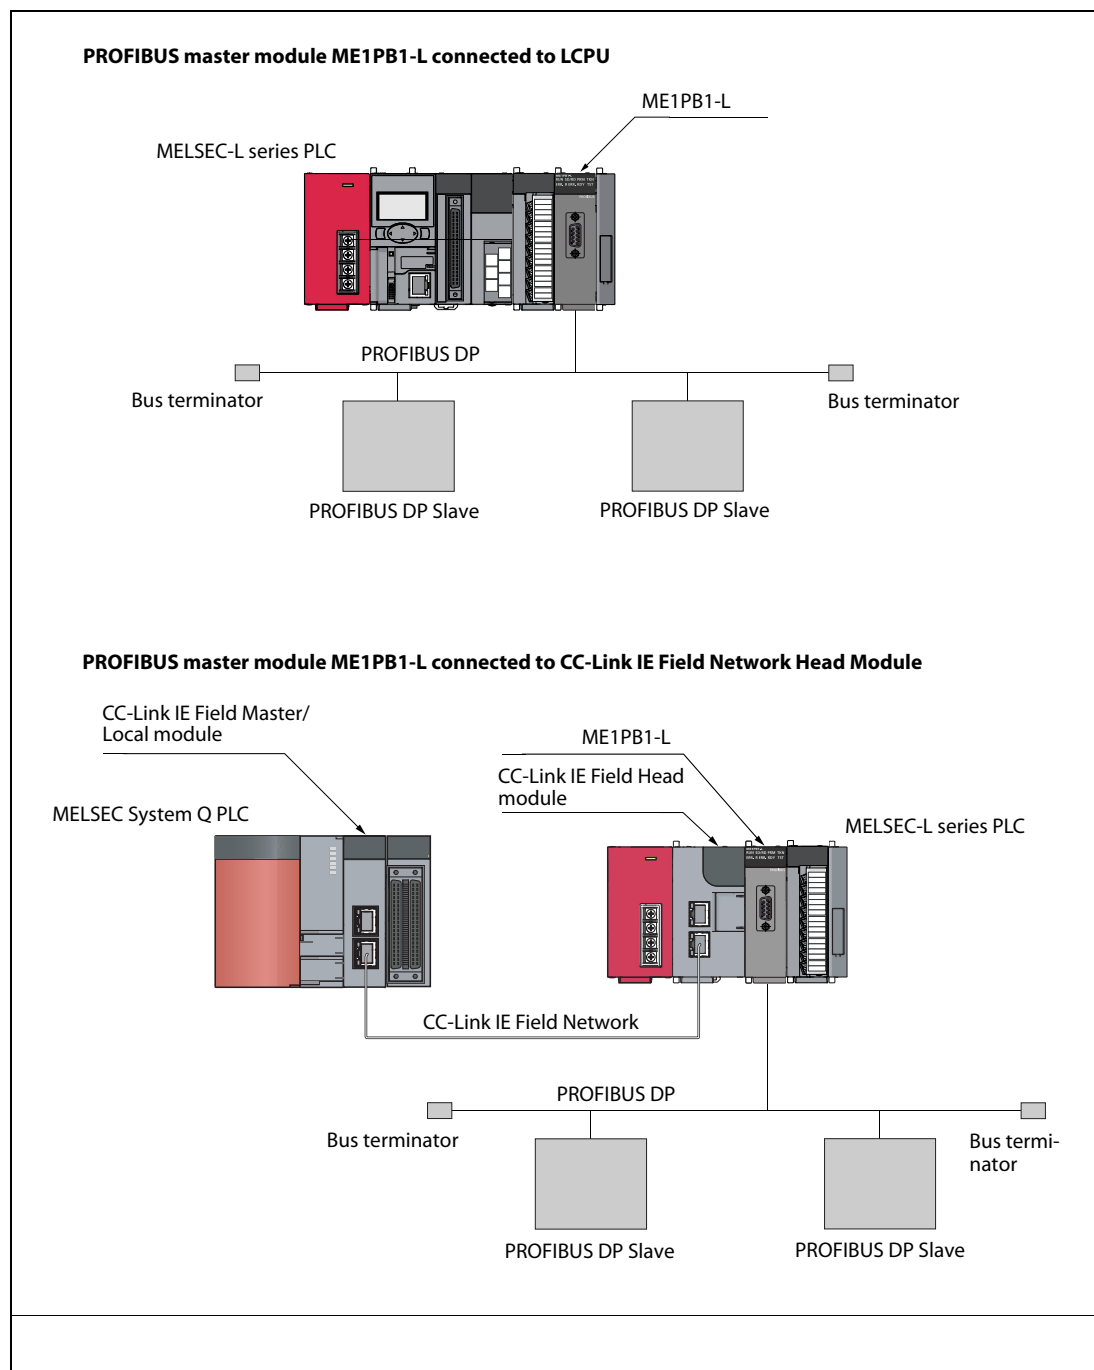 PROFIBUS master module ME1PB1-L connected to LCPU
ME1PB1-L
MELSEC-L series PLC
PROFIBUS DP
Bus terminator
Bus terminator
PROFIBUS DP Slave
PROFIBUS DP Slave
PROFIBUS master module ME1PB1-L connected to CC-Link IE Field Network Head Module
CC-Link IE Field Master/
Local module
ME1PB1-L
CC-Link IE Field Head
module
MELSEC System Q PLC
MELSEC-L series PLC
CC-Link IE Field Network
PROFIBUS DP
Bus terminator
Bus termi-
nator
PROFIBUS DP Slave
PROFIBUS DP Slave